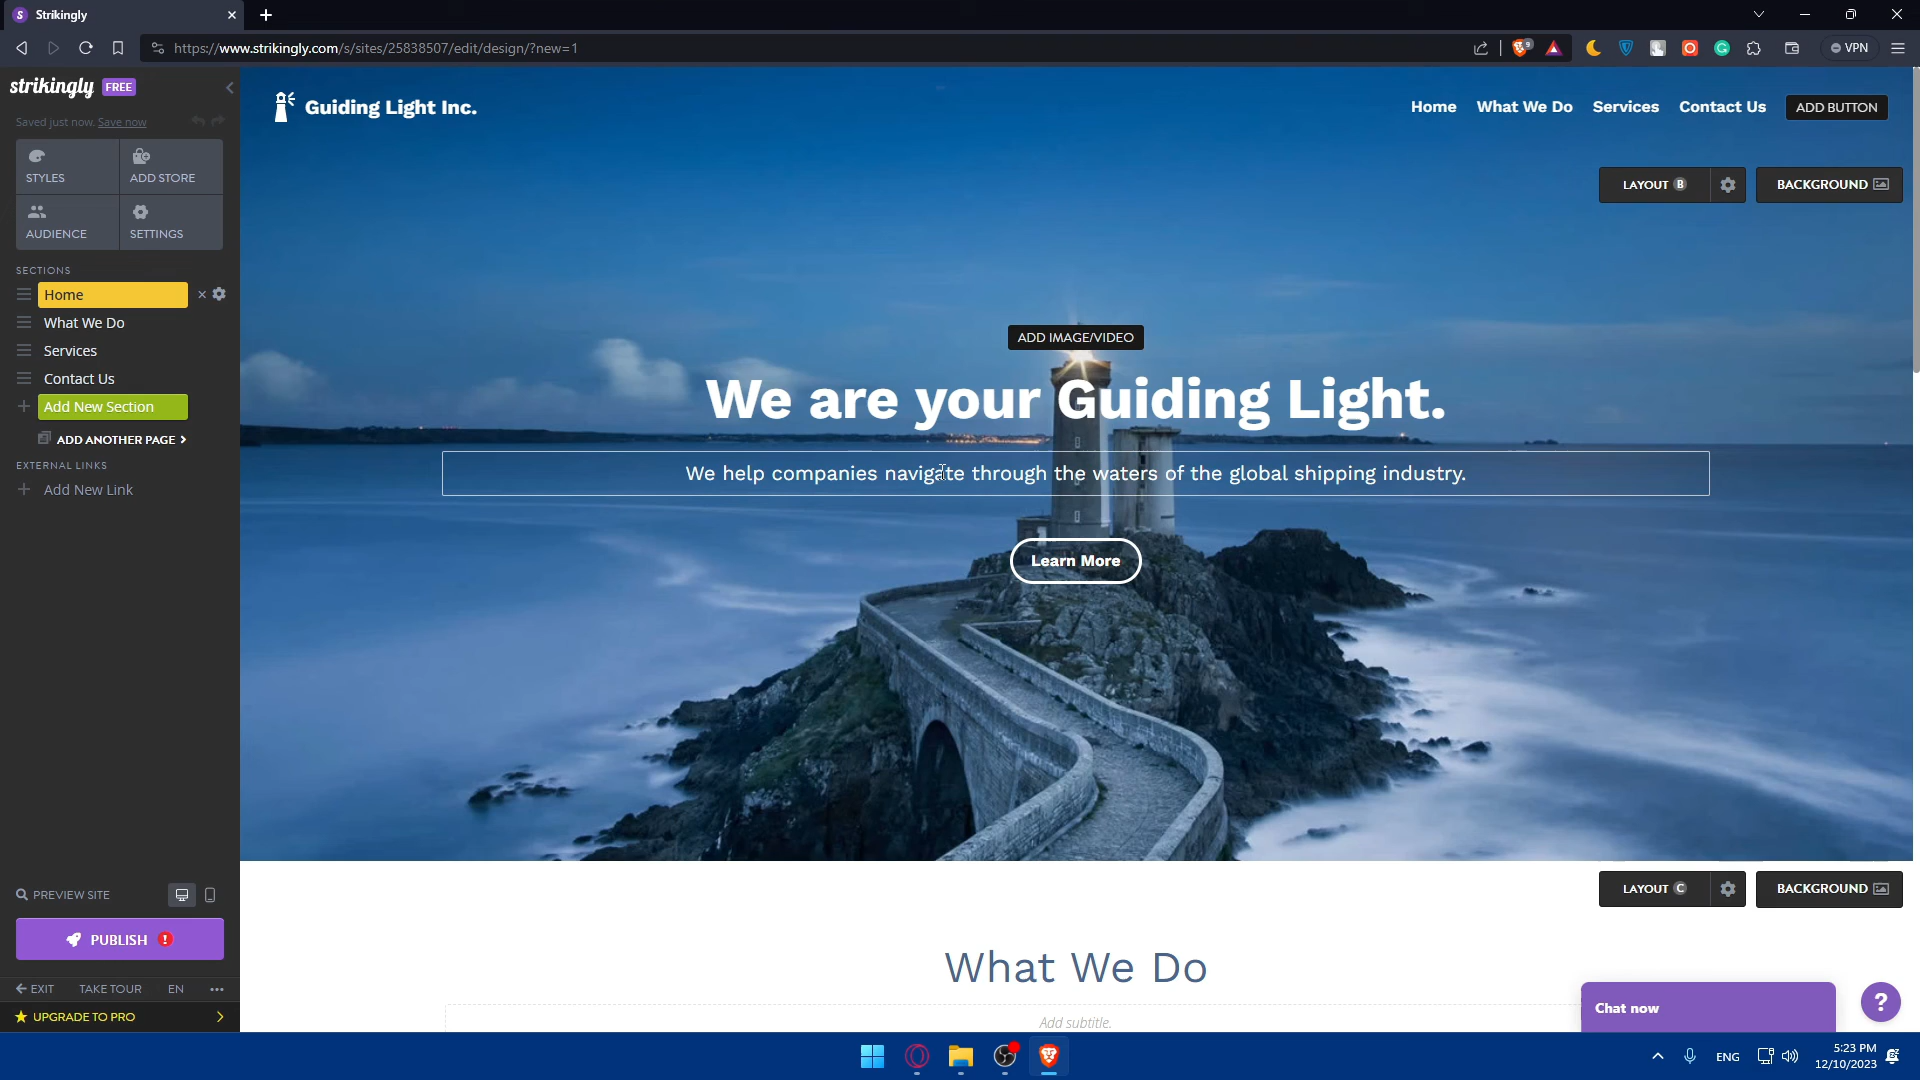 Strikingly
https://www.strikingly.com/s/sites/25838507/edit/design/?new=1
9
VPN
strikingly FREE
Saved just now. Save now
STYLES
ADD STORE
AUDIENCE
SETTINGS
SECTIONS
Home
What We Do
Services
Contact Us
Add New Section
ADD ANOTHER PAGE
EXTERNAL LINKS
Add New Link
PREVIEW SITE
PUBLISH !
EXIT TAKE TOUR EN
UPGRADE TO PRO
Guiding Light Inc.
Home What We Do Services Contact Us ADD BUTTON
LAYOUT B BACKGROUND
ADD IMAGE/VIDEO
We are your Guiding Light.
We help companies navigate through the waters of the global shipping industry.
Learn More
LAYOUT C BACKGROUND
What We Do
Add subtitle.
Chat now
?
ENG
5:23 PM
12/10/2023